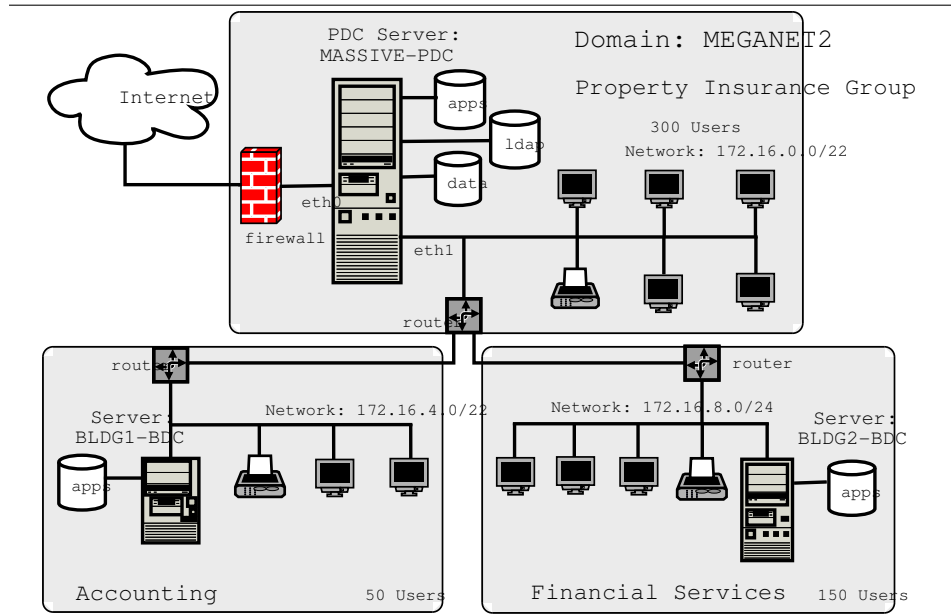 PDC Server:
MASSIVE-PDC
Domain: MEGANET2
Property Insurance Group
Internet
apps
300 Users
ldap
Network: 172.16.0.0/22
data
eth0
firewall
eth1
router
router
router
Network: 172.16.4.0/22
Server:
BLDG1-BDC
apps
Network: 172.16.8.0/24
Server:
BLDG2-BDC
apps
Accounting
50 Users
Financial Services
150 Users